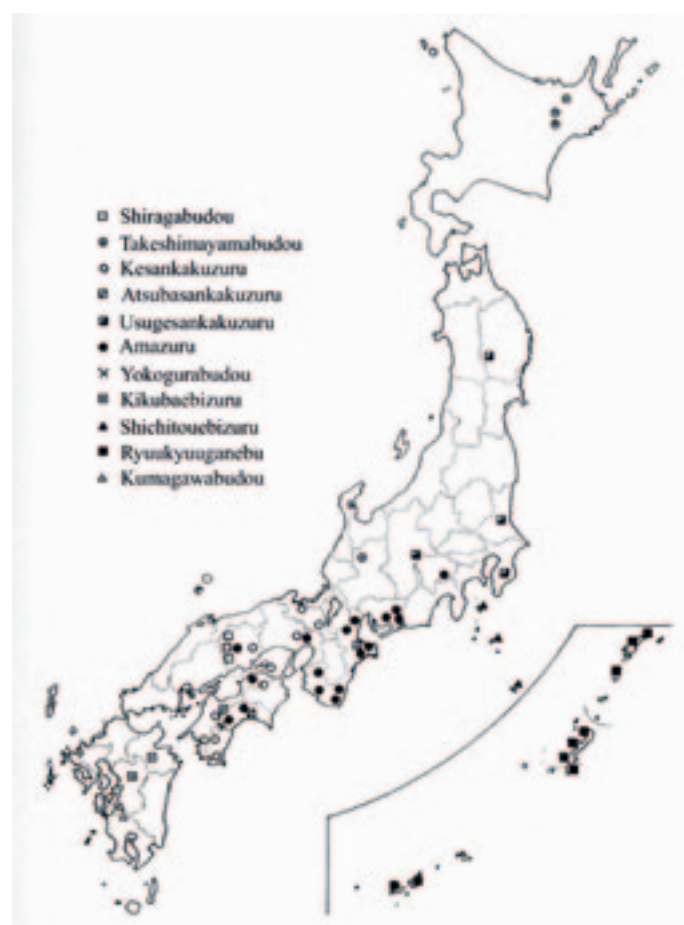 Shiragabudou
Takeshimayamabudou
Kesankakuzuru
Atsubasankakuzuru
Usugesankakuzuru
Amazuru
Yokogurabudou
Kikubaebizuru
Shichitouebizuru
Ryuukyuuganebu
Kumagawabudou